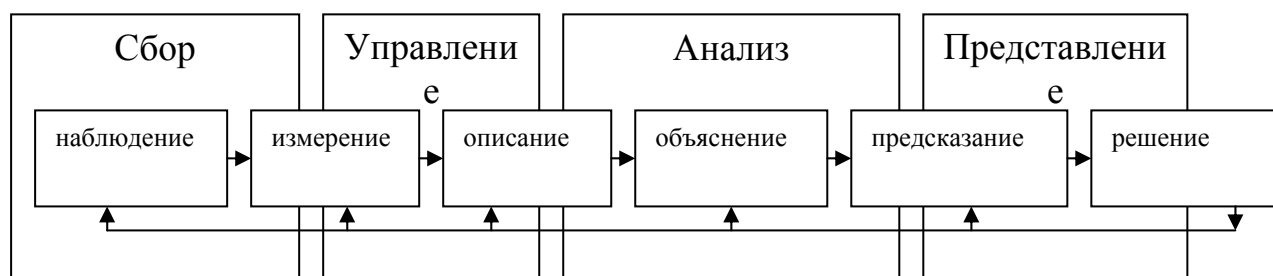 Сбор
Управлени
е
Анализ
Представлени
е
наблюдение
измерение
описание
объяснение
предсказание
решение